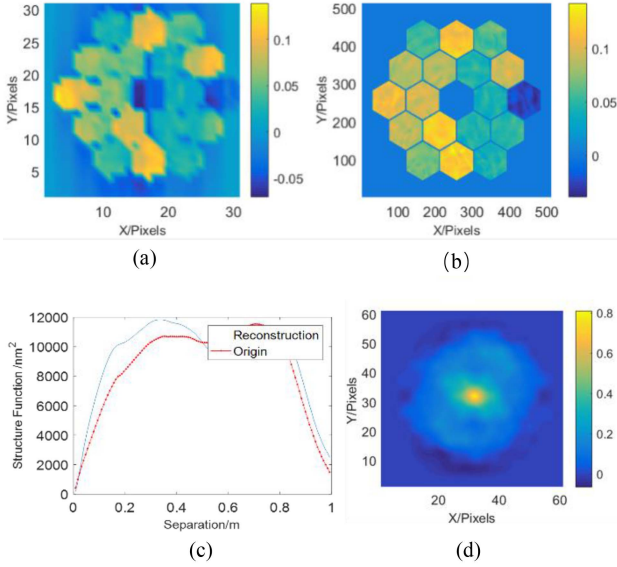 30
25
20
15
10
5
Y/Pixels
10 20 30
X/Pixels
0.1
0.05
0
-0.05
(a)
500
400
300
200
100
Y/Pixels
100 200 300 400 500
X/Pixels
0.1
0.05
0
(b)
12000
10000
8000
6000
4000
2000
0
Structure Function /nm²
0 0.2 0.4 0.6 0.8 1
Separation/m
Reconstruction
Origin
(c)
60
50
40
30
20
10
Y/Pixels
20 40 60
X/Pixels
0.8
0.6
0.4
0.2
0
(d)